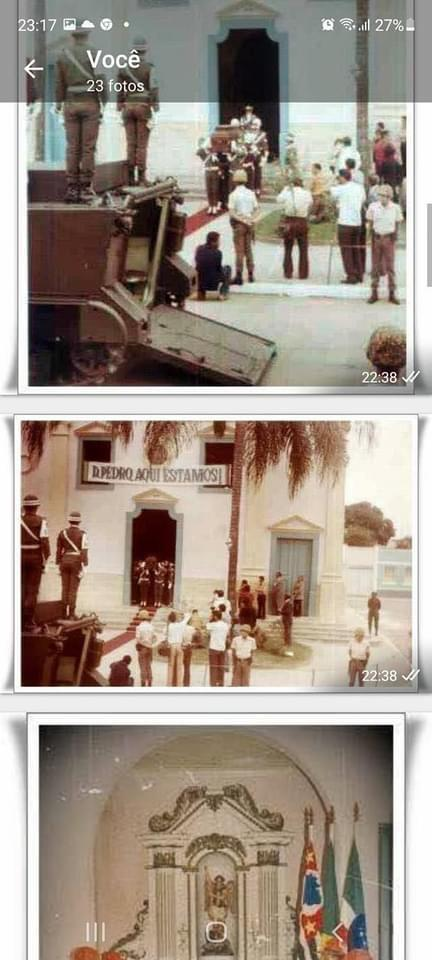 23:17
27%
Você
23 fotos
22:38
D.PEDRO, AQUI ESTAMOS!
22:38